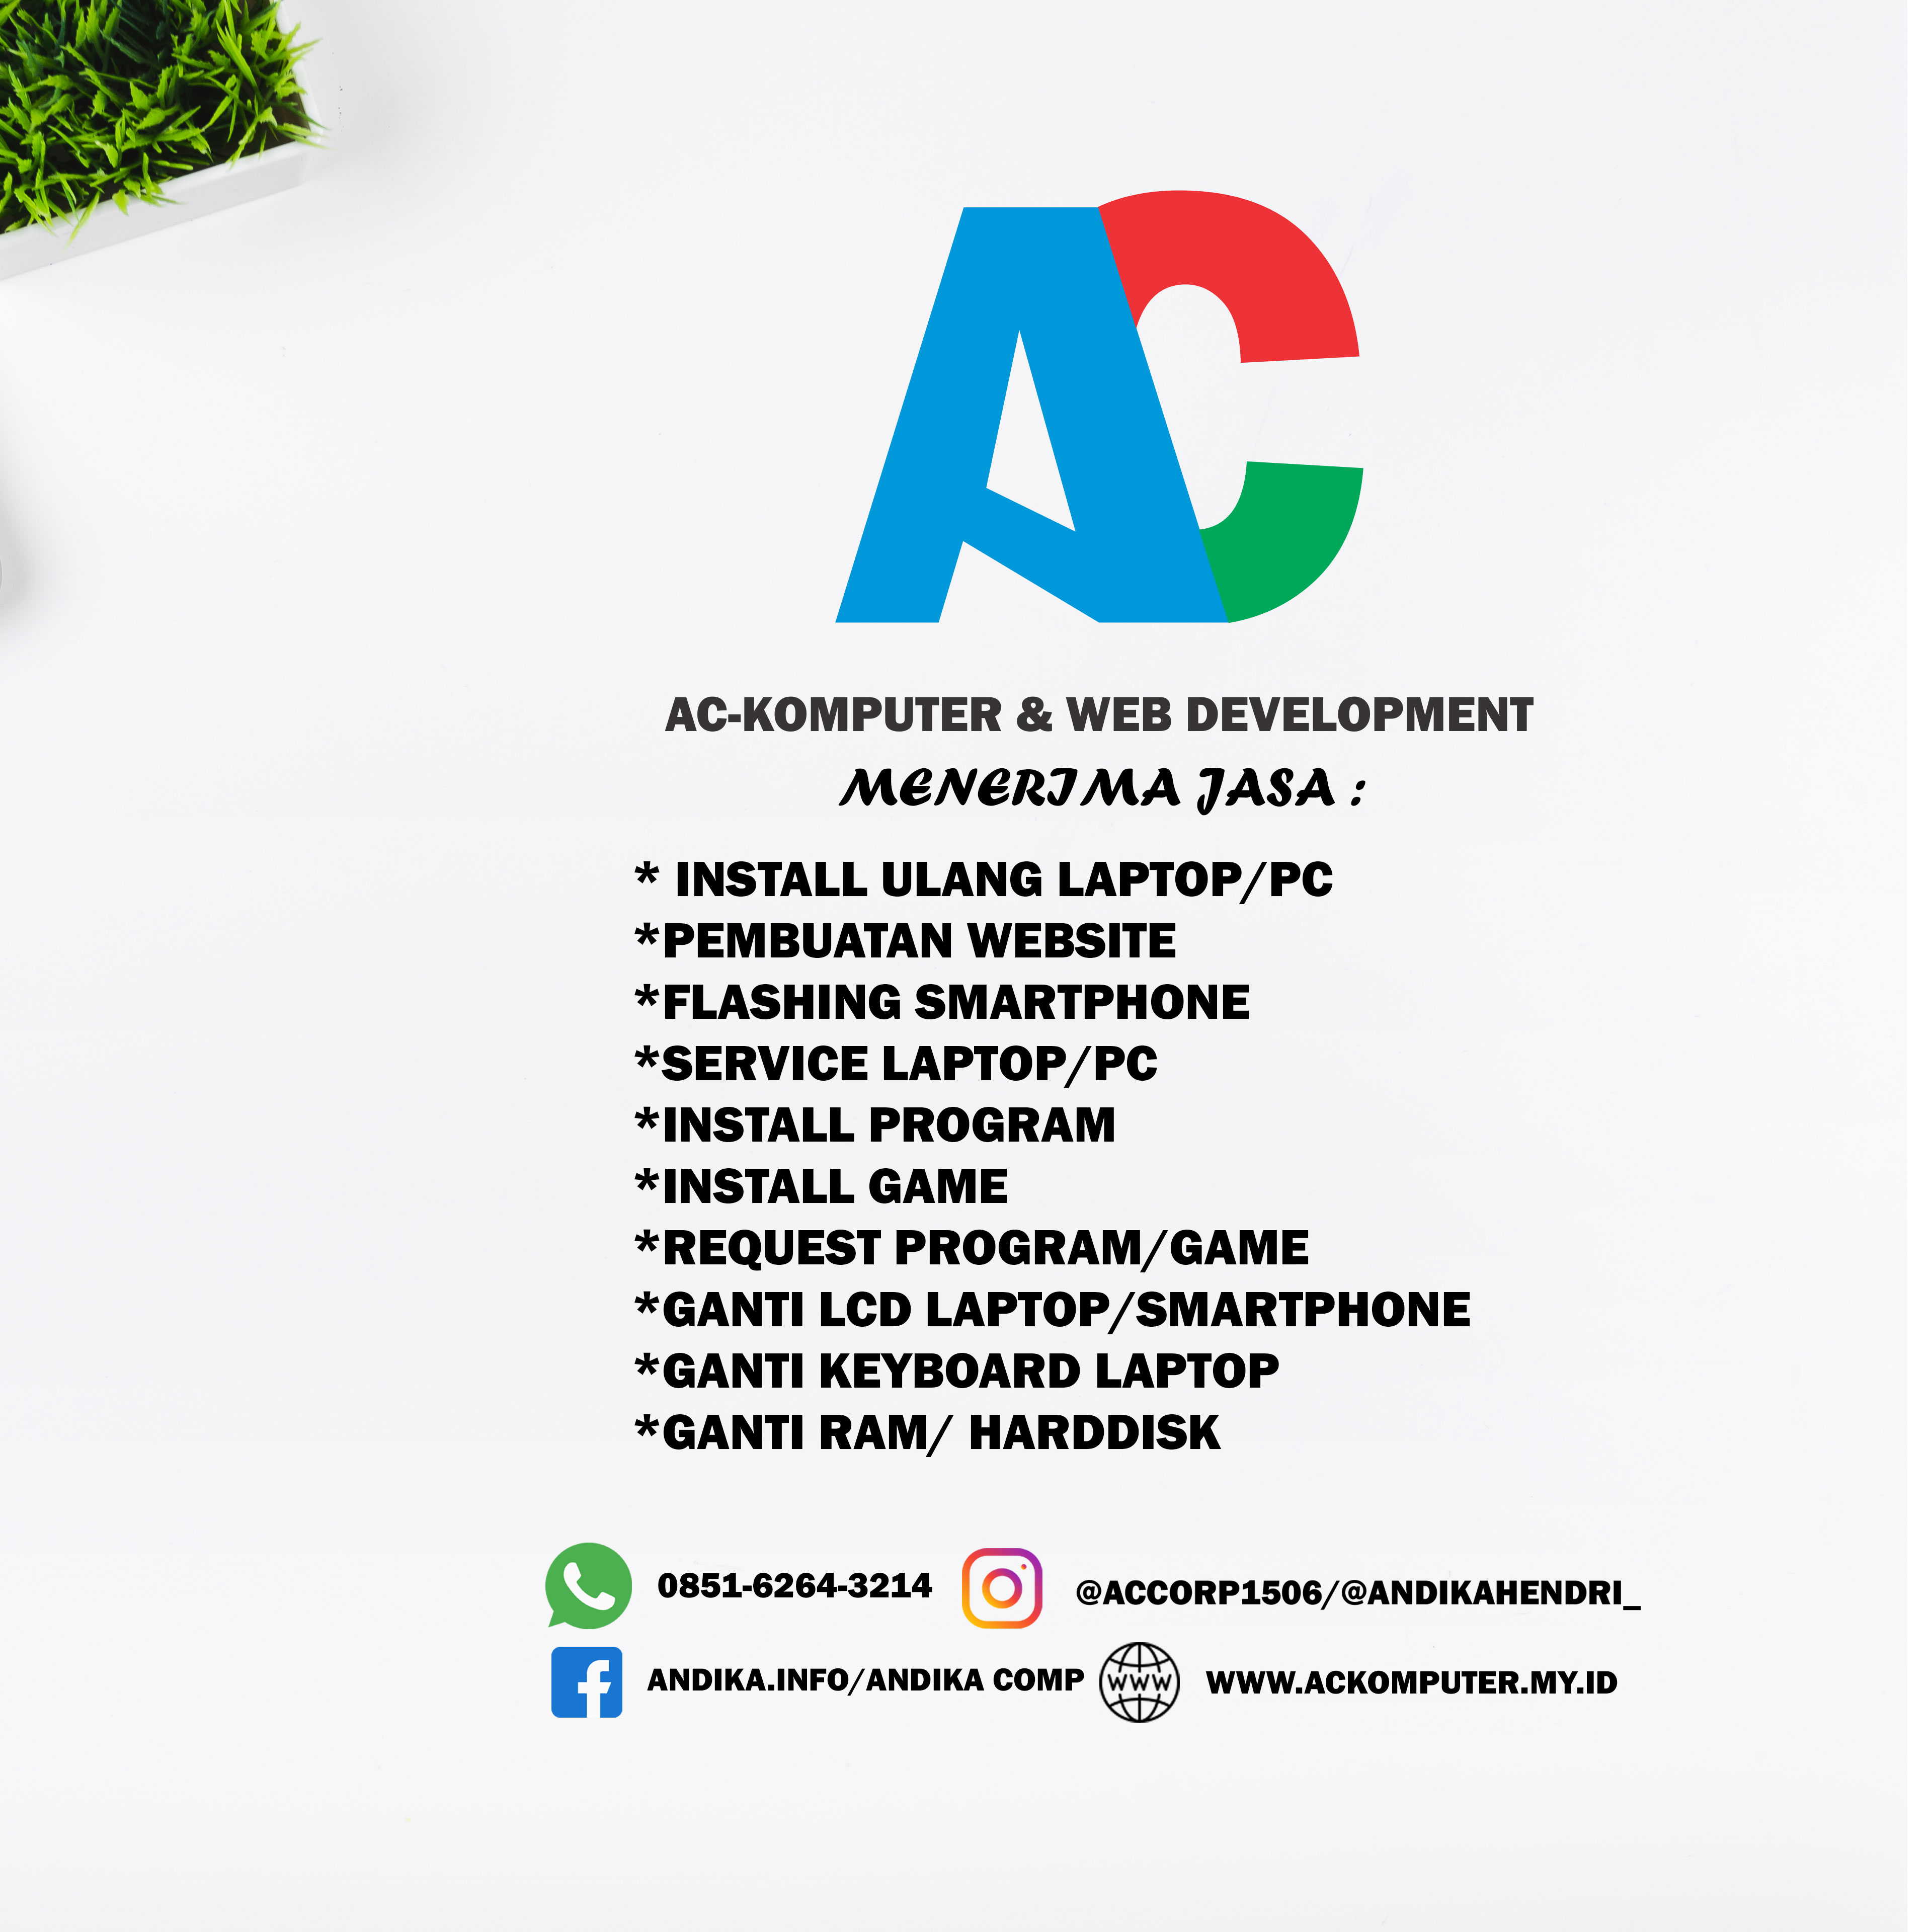 AC
AC-KOMPUTER & WEB DEVELOPMENT
MENERIMA JASA :
* INSTALL ULANG LAPTOP/PC
*PEMBUATAN WEBSITE
*FLASHING SMARTPHONE
*SERVICE LAPTOP/PC
*INSTALL PROGRAM
*INSTALL GAME
*REQUEST PROGRAM/GAME
*GANTI LCD LAPTOP/SMARTPHONE
*GANTI KEYBOARD LAPTOP
*GANTI RAM/ HARDDISK
0851-6264-3214 @ACCORP1506/@ANDIKAHENDRI_
ANDIKA.INFO/ANDIKA COMP WWW WWW.ACKOMPUTER.MY.ID